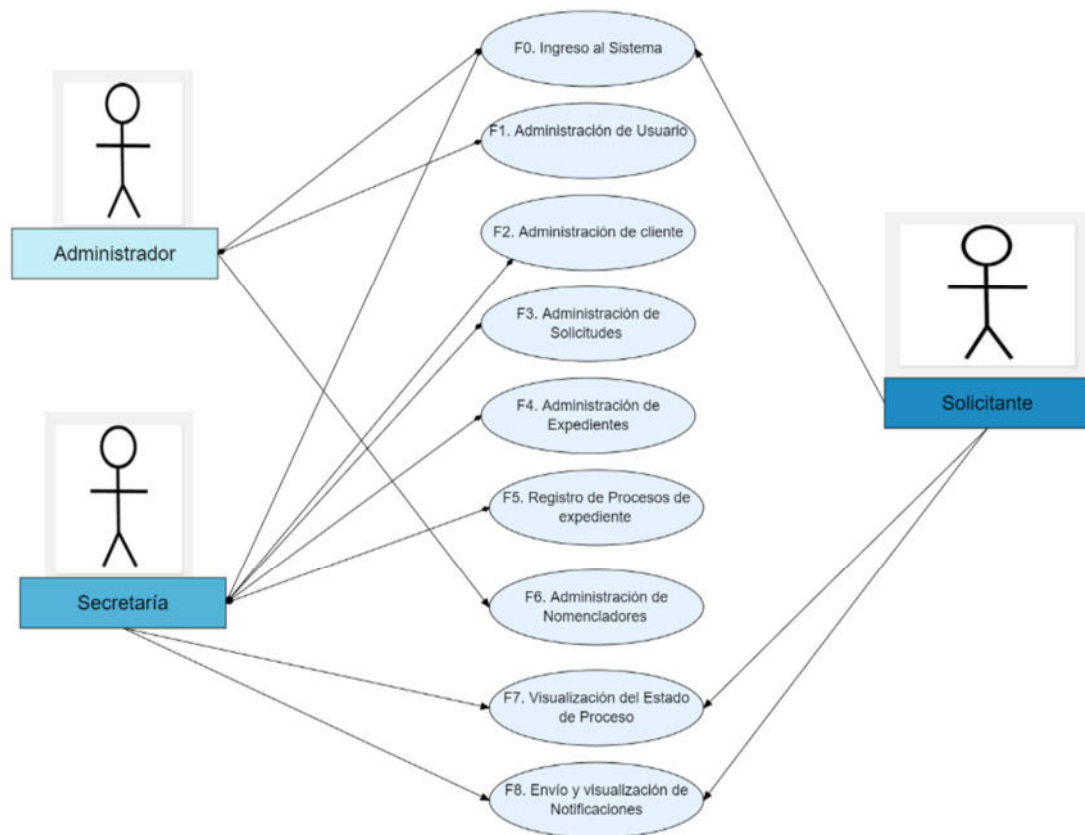 F0. Ingreso al Sistema
F1. Administración de Usuario
Administrador
F2. Administración de cliente
F3. Administración de
Solicitudes
Solicitante
F4. Administración de
Expedientes
F5. Registro de Procesos de
expediente
Secretaría
F6. Administración de
Nomencladores
F7. Visualización del Estado
de Proceso
F8. Envío y visualización de
Notificaciones